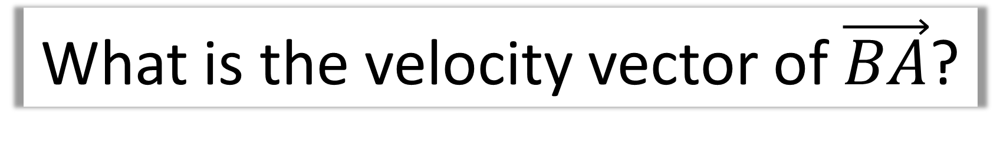 What is the velocity vector of $\overrightarrow{BA}$?